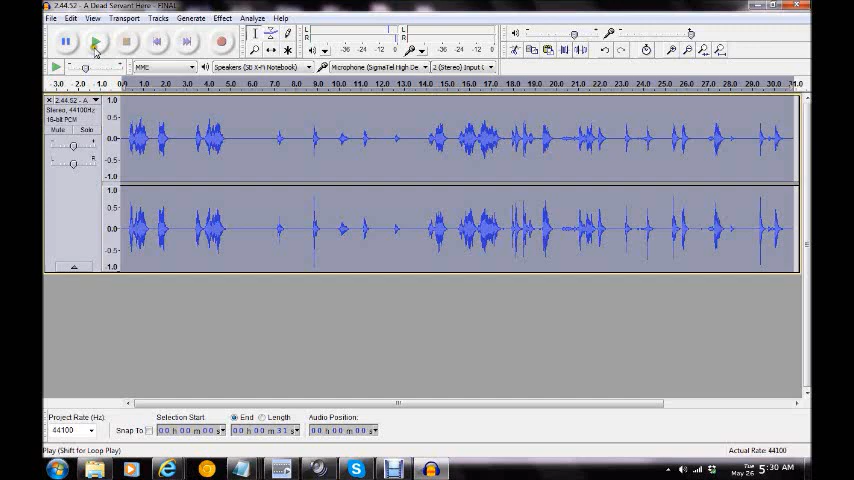 2.44.52 - A Dead Servant Here - FINAL
File Edit View Transport Tracks Generate Effect Analyze Help
L
R
-36 -24 -12 0
L
R
-36 -24 -12 0
MME
Speakers (SB X-Fi Notebook)
Microphone (SigmaTel High De
2 (Stereo) Input C
-3.0 -2.0 -1.0 0.0 1.0 2.0 3.0 4.0 5.0 6.0 7.0 8.0 9.0 10.0 11.0 12.0 13.0 14.0 15.0 16.0 17.0 18.0 19.0 20.0 21.0 22.0 23.0 24.0 25.0 26.0 27.0 28.0 29.0 30.0 31.0
2.44.52 - A
Stereo, 44100Hz
16-bit PCM
Mute Solo
- +
L R
1.0
0.5
0.0
-0.5
-1.0
1.0
0.5
0.0
-0.5
-1.0
Project Rate (Hz):
44100
Snap To
Selection Start:
00 h 00 m 00 s
End Length
00 h 00 m 31 s
Audio Position:
00 h 00 m 00 s
Play (Shift for Loop Play)
Actual Rate: 44100
Tue
May 26
5:30 AM